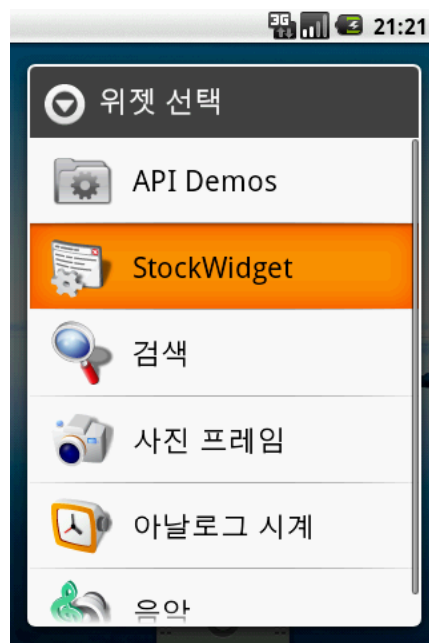 3G 21:21
위젯 선택
API Demos
StockWidget
검색
사진 프레임
아날로그 시계
음악